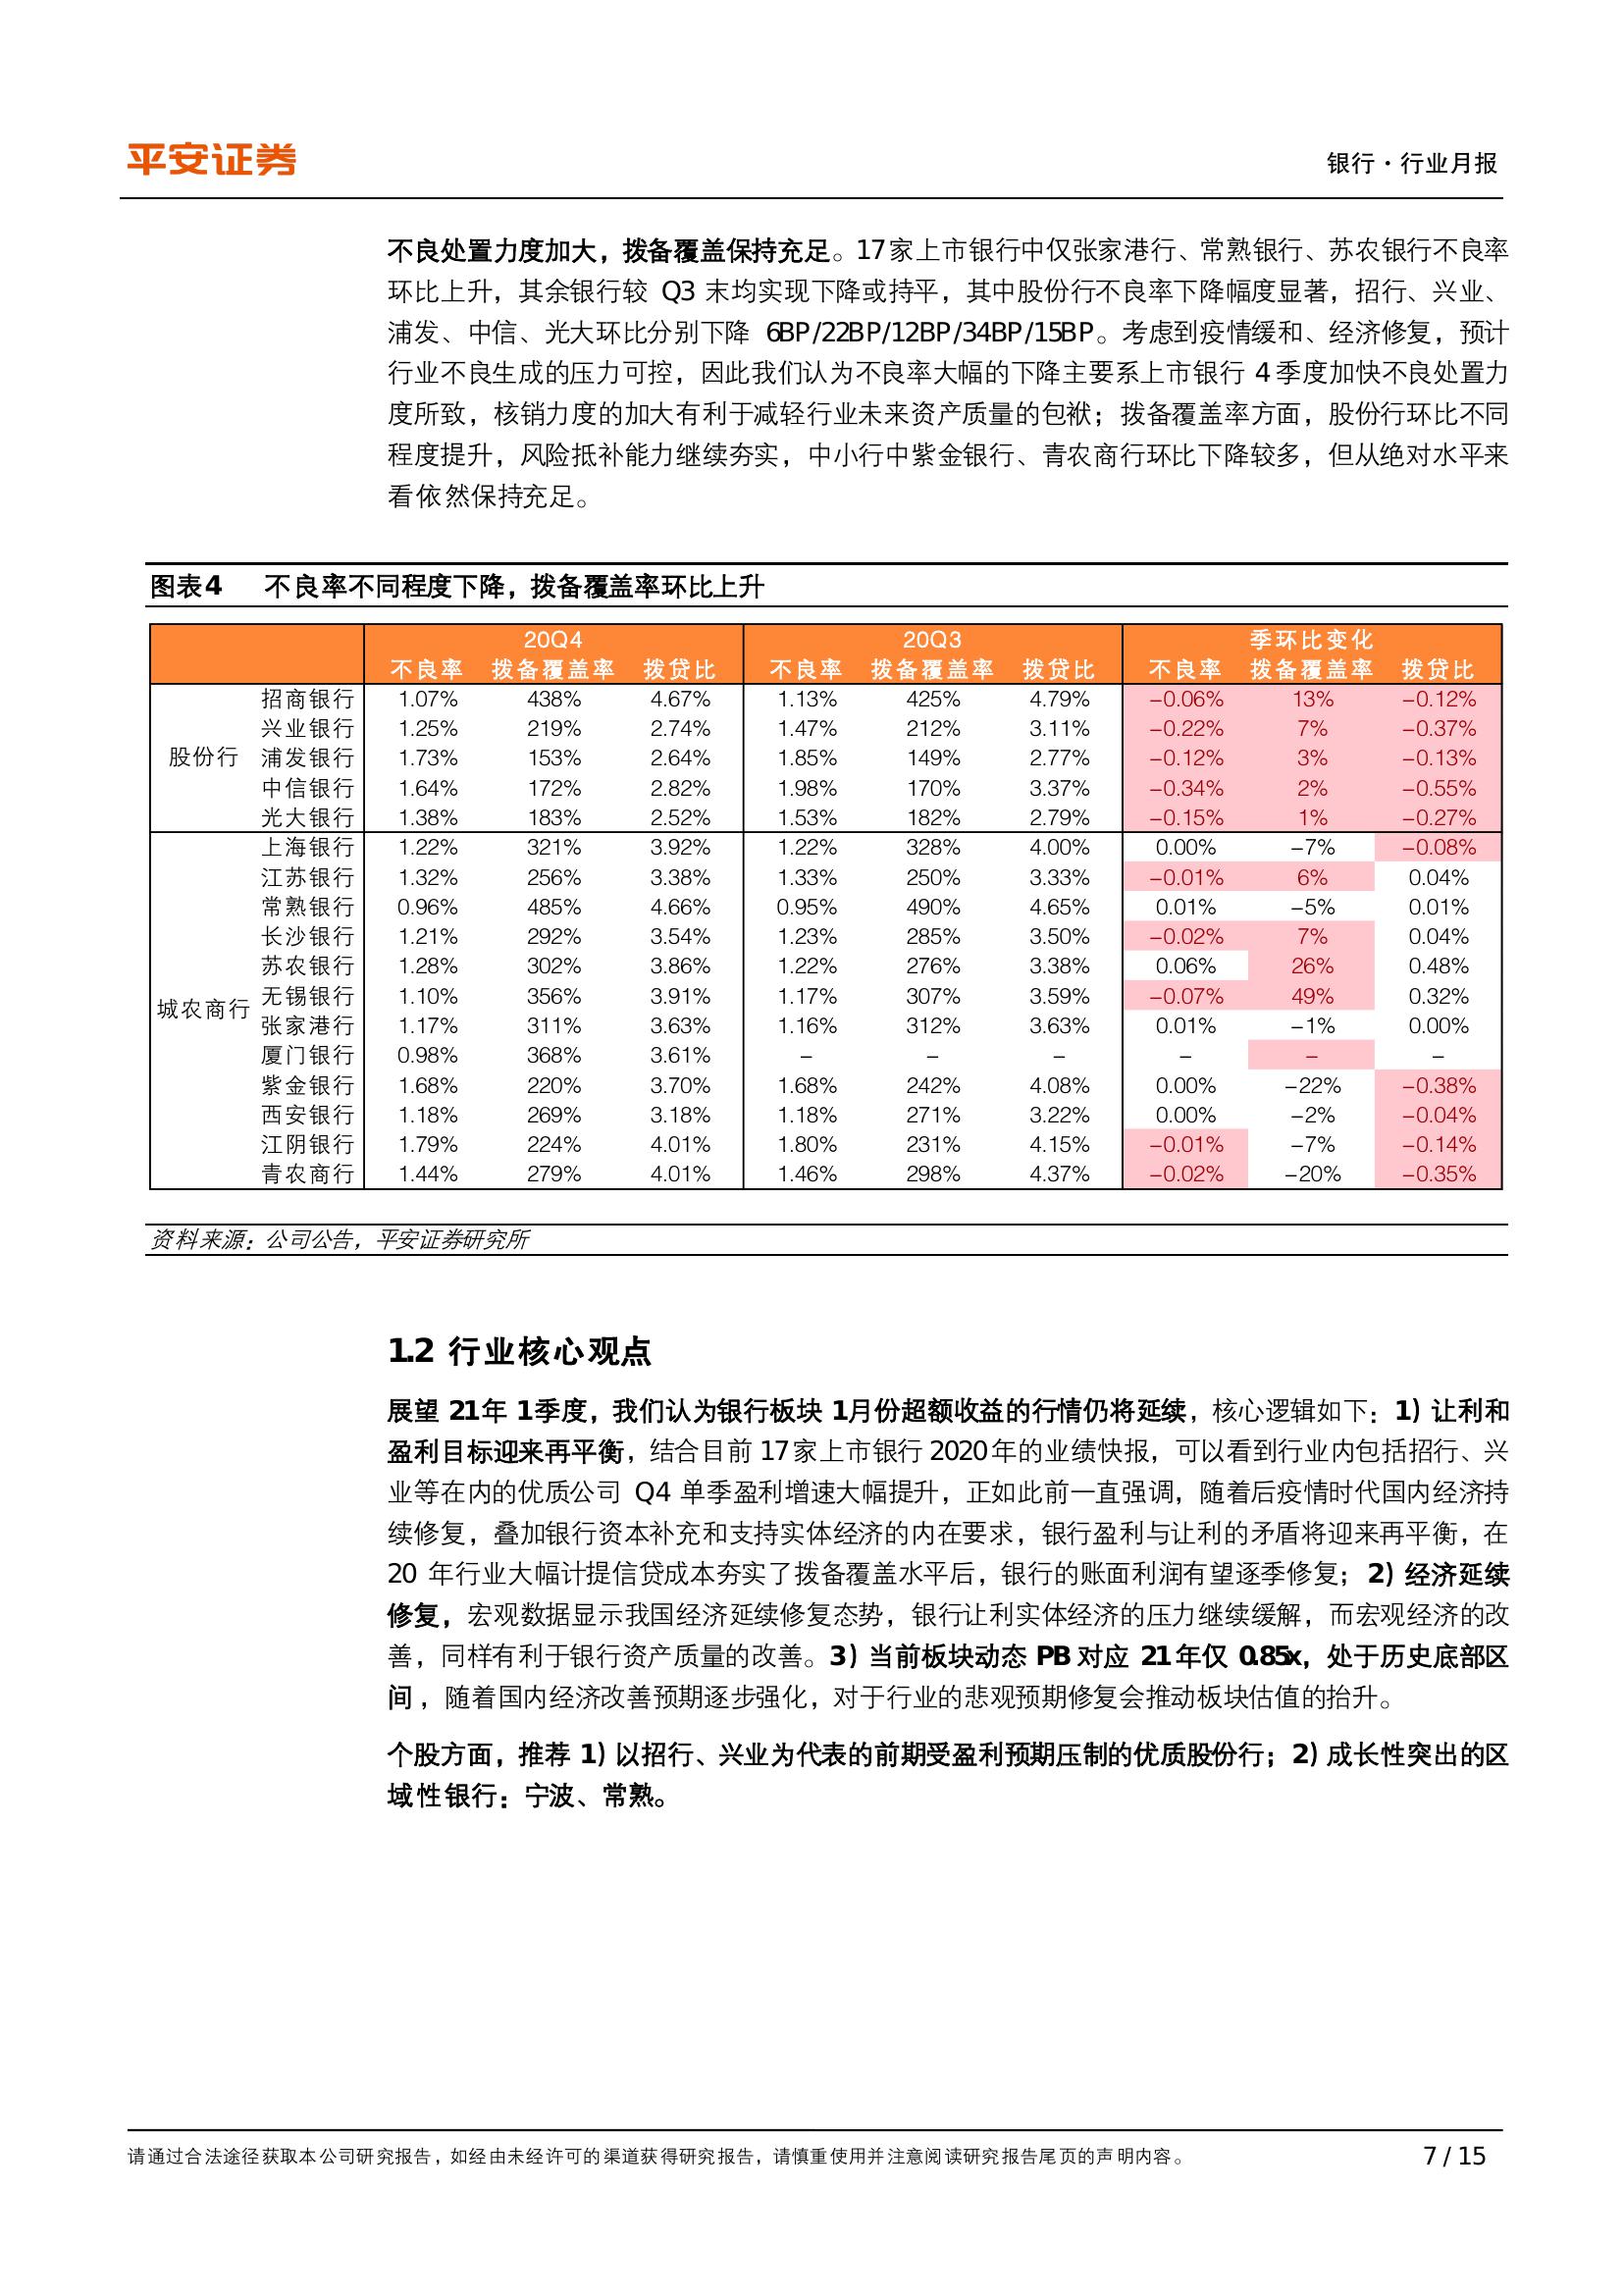 平安证券
银行·行业月报
不良处置力度加大，拨备覆盖保持充足。17家上市银行中仅张家港行、常熟银行、苏农银行不良率
环比上升，其余银行较 Q3 末均实现下降或持平，其中股份行不良率下降幅度显著，招行、兴业、
浦发、中信、光大环比分别下降 6BP/22BP/12BP/34BP/15BP。考虑到疫情缓和、经济修复，预计
行业不良生成的压力可控，因此我们认为不良率大幅的下降主要系上市银行 4季度加快不良处置力
度所致，核销力度的加大有利于减轻行业未来资产质量的包袱；拨备覆盖率方面，股份行环比不同
程度提升，风险抵补能力继续夯实，中小行中紫金银行、青农商行环比下降较多，但从绝对水平来
看依然保持充足。
图表4 不良率不同程度下降，拨备覆盖率环比上升
20Q4 20Q3 季环比变化
不良率 拨备覆盖率 拨贷比 不良率 拨备覆盖率 拨贷比 不良率 拨备覆盖率 拨贷比
招商银行 1.07% 438% 4.67% 1.13% 425% 4.79% -0.06% 13% -0.12%
兴业银行 1.25% 219% 2.74% 1.47% 212% 3.11% -0.22% 7% -0.37%
股份行 浦发银行 1.73% 153% 2.64% 1.85% 149% 2.77% -0.12% 3% -0.13%
中信银行 1.64% 172% 2.82% 1.98% 170% 3.37% -0.34% 2% -0.55%
光大银行 1.38% 183% 2.52% 1.53% 182% 2.79% -0.15% 1% -0.27%
上海银行 1.22% 321% 3.92% 1.22% 328% 4.00% 0.00% -7% -0.08%
江苏银行 1.32% 256% 3.38% 1.33% 250% 3.33% -0.01% 6% 0.04%
常熟银行 0.96% 485% 4.66% 0.95% 490% 4.65% 0.01% -5% 0.01%
长沙银行 1.21% 292% 3.54% 1.23% 285% 3.50% -0.02% 7% 0.04%
苏农银行 1.28% 302% 3.86% 1.22% 276% 3.38% 0.06% 26% 0.48%
城农商行 无锡银行 1.10% 356% 3.91% 1.17% 307% 3.59% -0.07% 49% 0.32%
张家港行 1.17% 311% 3.63% 1.16% 312% 3.63% 0.01% -1% 0.00%
厦门银行 0.98% 368% 3.61% - - - - - -
紫金银行 1.68% 220% 3.70% 1.68% 242% 4.08% 0.00% -22% -0.38%
西安银行 1.18% 269% 3.18% 1.18% 271% 3.22% 0.00% -2% -0.04%
江阴银行 1.79% 224% 4.01% 1.80% 231% 4.15% -0.01% -7% -0.14%
青农商行 1.44% 279% 4.01% 1.46% 298% 4.37% -0.02% -20% -0.35%
资料来源：公司公告，平安证券研究所
1.2 行业核心观点
展望 21年 1季度，我们认为银行板块 1月份超额收益的行情仍将延续，核心逻辑如下：1) 让利和
盈利目标迎来再平衡，结合目前 17家上市银行 2020年的业绩快报，可以看到行业内包括招行、兴
业等在内的优质公司 Q4 单季盈利增速大幅提升，正如此前一直强调，随着后疫情时代国内经济持
续修复，叠加银行资本补充和支持实体经济的内在要求，银行盈利与让利的矛盾将迎来再平衡，在
20 年行业大幅计提信贷成本夯实了拨备覆盖水平后，银行的账面利润有望逐季修复；2) 经济延续
修复，宏观数据显示我国经济延续修复态势，银行让利实体经济的压力继续缓解，而宏观经济的改
善，同样有利于银行资产质量的改善。3) 当前板块动态 PB 对应 21年仅 0.85x，处于历史底部区
间，随着国内经济改善预期逐步强化，对于行业的悲观预期修复会推动板块估值的抬升。
个股方面，推荐 1) 以招行、兴业为代表的前期受盈利预期压制的优质股份行；2) 成长性突出的区
域性银行：宁波、常熟。
请通过合法途径获取本公司研究报告，如经由未经许可的渠道获得研究报告，请慎重使用并注意阅读研究报告尾页的声明内容。
7 / 15